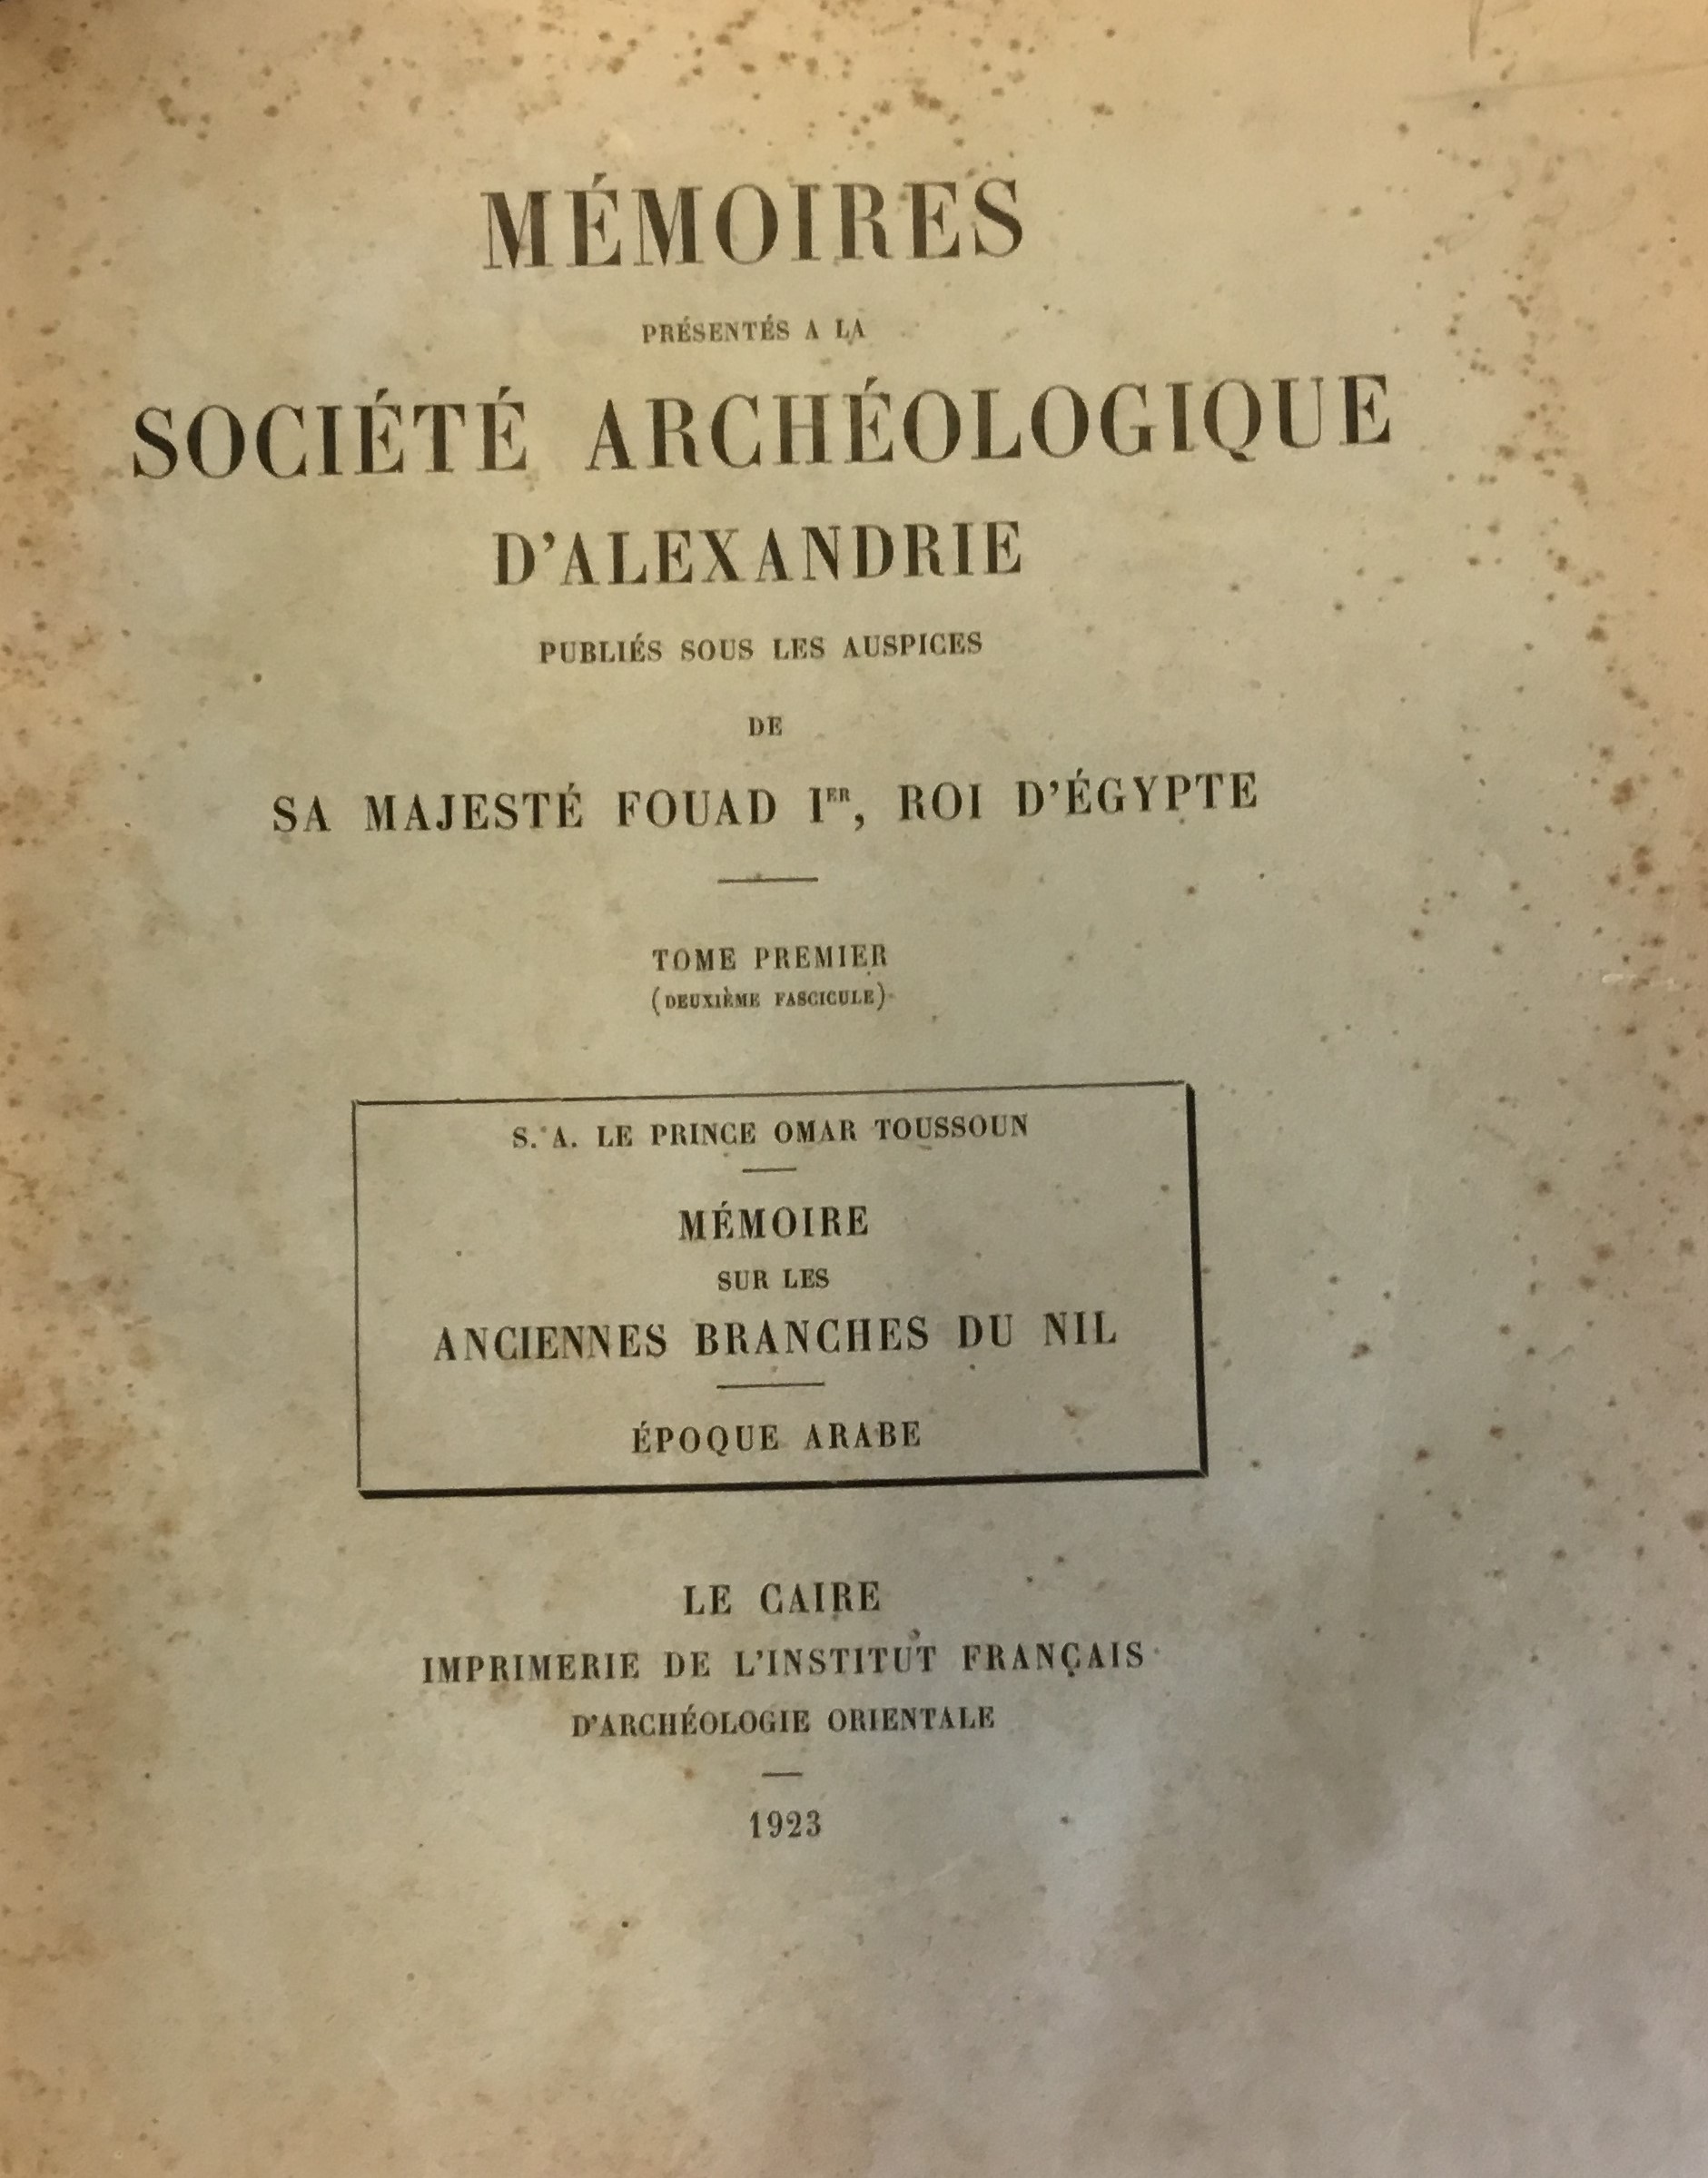 MÉMOIRES
PRÉSENTÉS A LA
SOCIÉTÉ ARCHÉOLOGIQUE
D'ALEXANDRIE
PUBLIÉS SOUS LES AUSPICES
DE
SA MAJESTÉ FOUAD IER, ROI D'ÉGYPTE
TOME PREMIER
(DEUXIÈME FASCICULE)
S. A. LE PRINCE OMAR TOUSSOUN
MÉMOIRE
SUR LES
ANCIENNES BRANCHES DU NIL
ÉPOQUE ARABE
LE CAIRE
IMPRIMERIE DE L'INSTITUT FRANÇAIS
D'ARCHÉOLOGIE ORIENTALE
1923